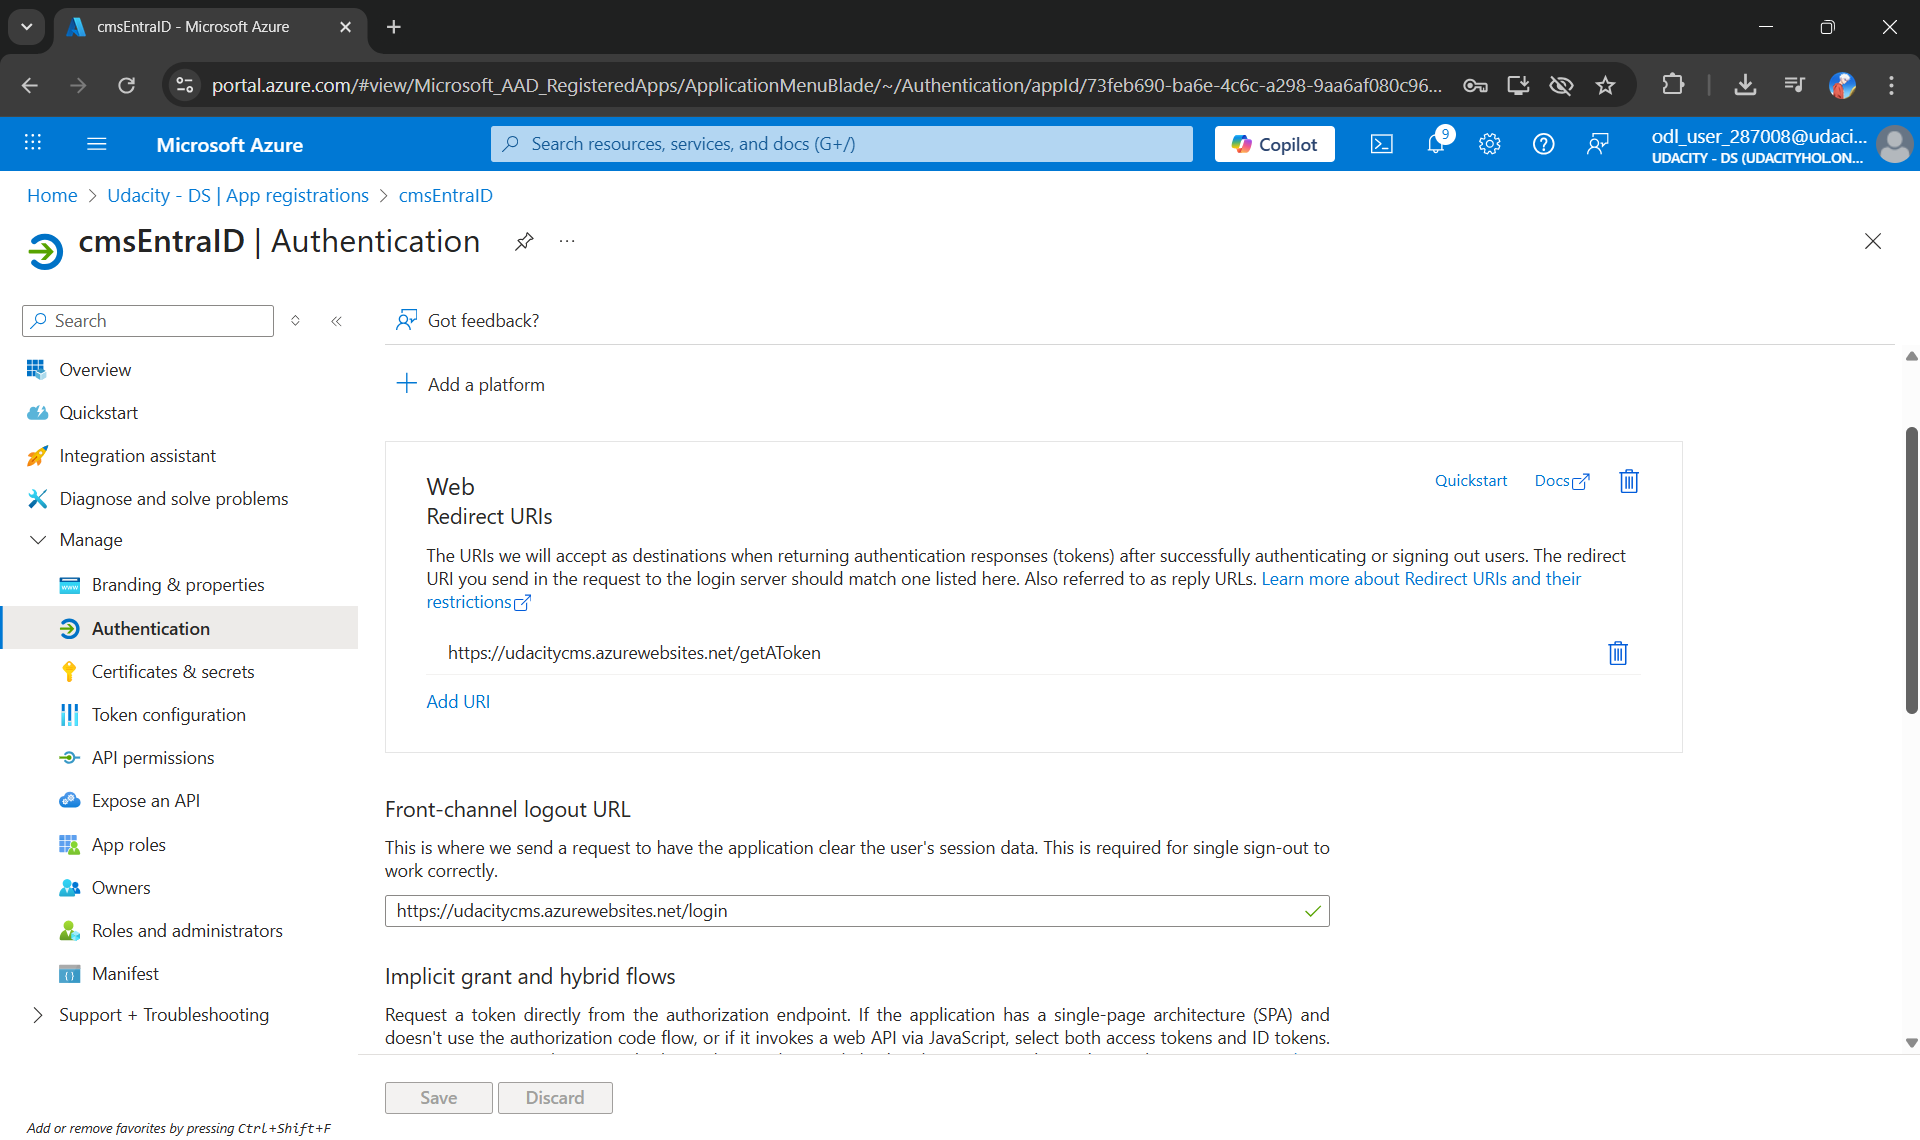 cmsEntraID - Microsoft Azure
portal.azure.com/#view/Microsoft_AAD_RegisteredApps/ApplicationMenuBlade/~/Authentication/appId/73feb690-ba6e-4c6c-a298-9aa6af080c96...
Microsoft Azure
Search resources, services, and docs (G+/)
Copilot
9
odl_user_287008@udaci...
UDACITY - DS (UDACITYHOL.ON...
Home > Udacity - DS | App registrations > cmsEntraID
cmsEntraID | Authentication
Search
Got feedback?
Overview
Quickstart
Integration assistant
Diagnose and solve problems
Manage
Branding & properties
Authentication
Certificates & secrets
Token configuration
API permissions
Expose an API
App roles
Owners
Roles and administrators
Manifest
Support + Troubleshooting
Add or remove favorites by pressing Ctrl+Shift+F
Add a platform
Web
Quickstart
Docs
Redirect URIs
The URIs we will accept as destinations when returning authentication responses (tokens) after successfully authenticating or signing out users. The redirect
URI you send in the request to the login server should match one listed here. Also referred to as reply URLs. Learn more about Redirect URIs and their
restrictions
https://udacitycms.azurewebsites.net/getAToken
Add URI
Front-channel logout URL
This is where we send a request to have the application clear the user's session data. This is required for single sign-out to
work correctly.
https://udacitycms.azurewebsites.net/login
Implicit grant and hybrid flows
Request a token directly from the authorization endpoint. If the application has a single-page architecture (SPA) and
doesn't use the authorization code flow, or if it invokes a web API via JavaScript, select both access tokens and ID tokens.
Save
Discard